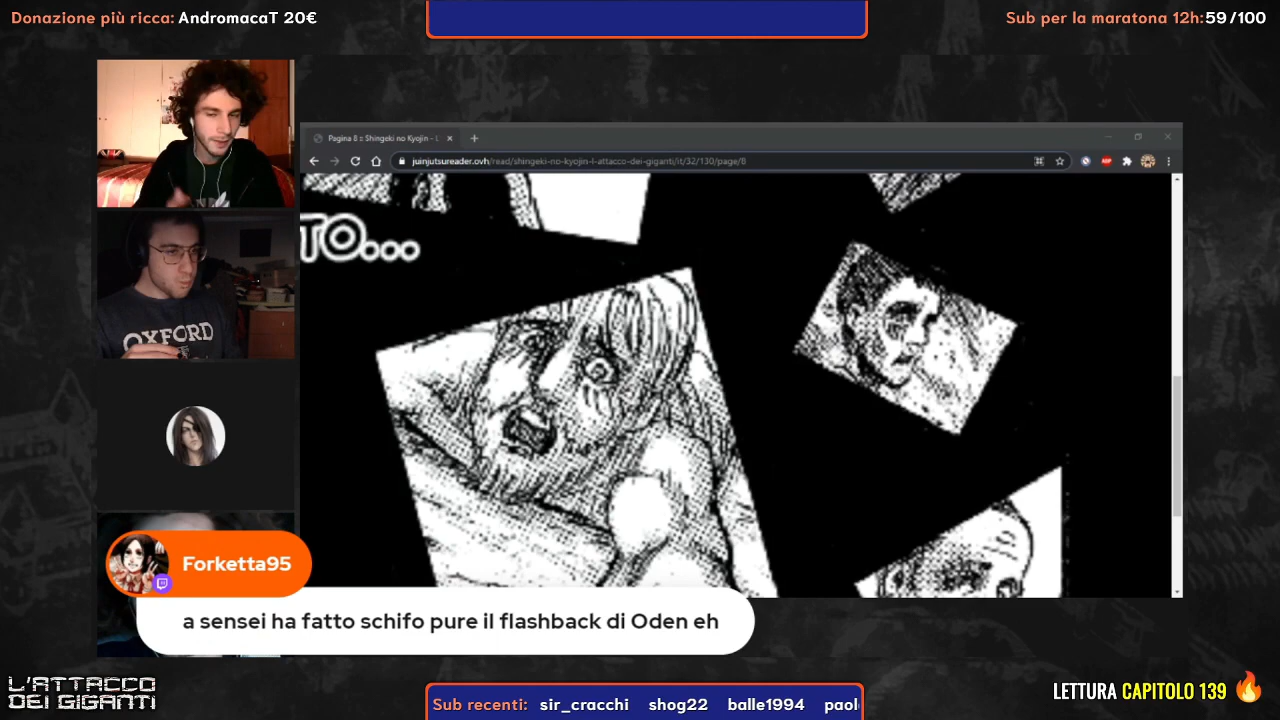 Donazione più ricca: AndromacaT 20€
Sub per la maratona 12h: 59/100
Pagina 8 :: Shingeki no Kyojin - L'
juinjutsureader.ovh/read/shingeki-no-kyojin-l-attacco-dei-giganti/it/32/130/page/8
TO...
OXFORD
Forketta95
a sensei ha fatto schifo pure il flashback di Oden eh
L'ATTACCO
DEI GIGANTI
Sub recenti: sir_cracchi shog22 balle1994 paol
LETTURA CAPITOLO 139